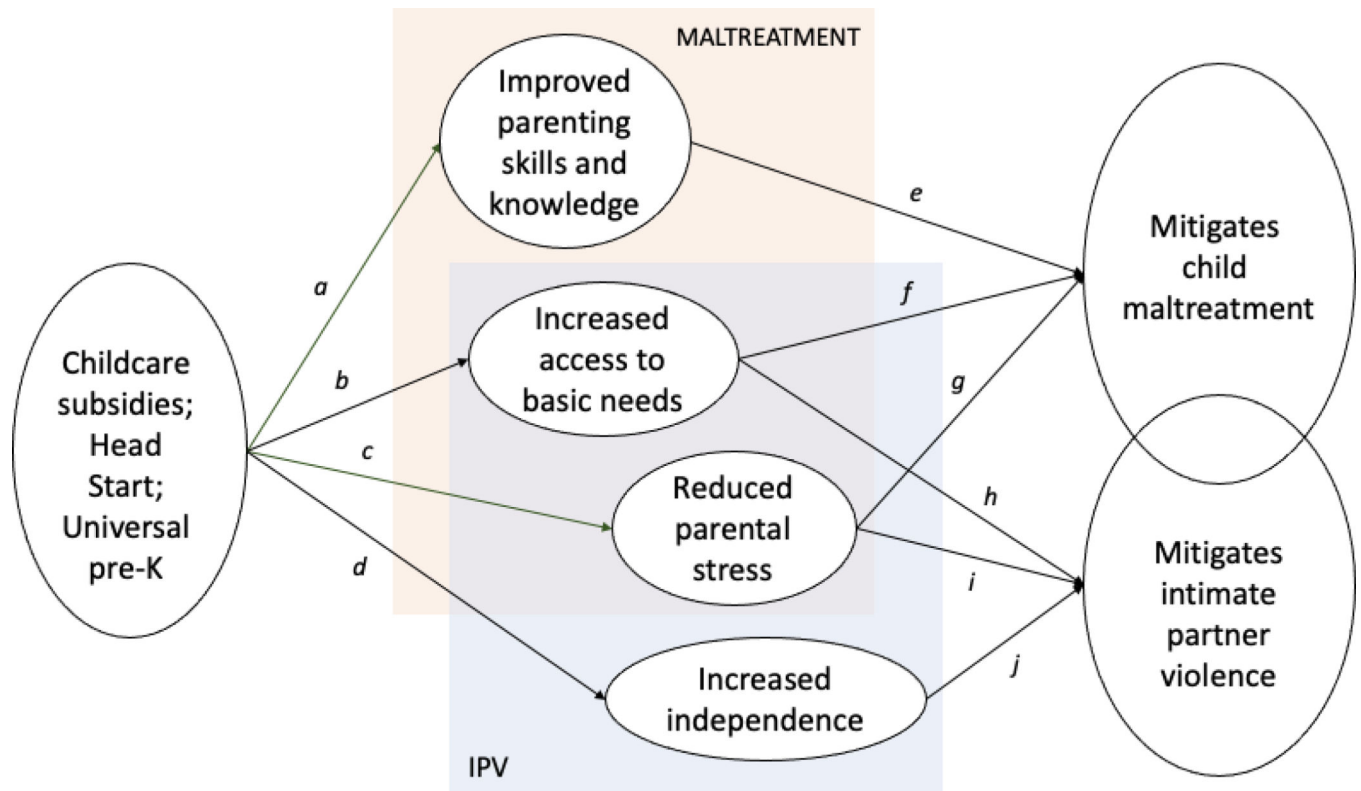 MALTREATMENT
Improved
parenting
skills and
knowledge
e
Mitigates
child
maltreatment
a
f
Increased
access to
basic needs
Childcare
subsidies;
Head
Start;
Universal
pre-K
b
g
c
Reduced
parental
stress
h
d
i
Mitigates
intimate
partner
violence
j
Increased
independence
IPV